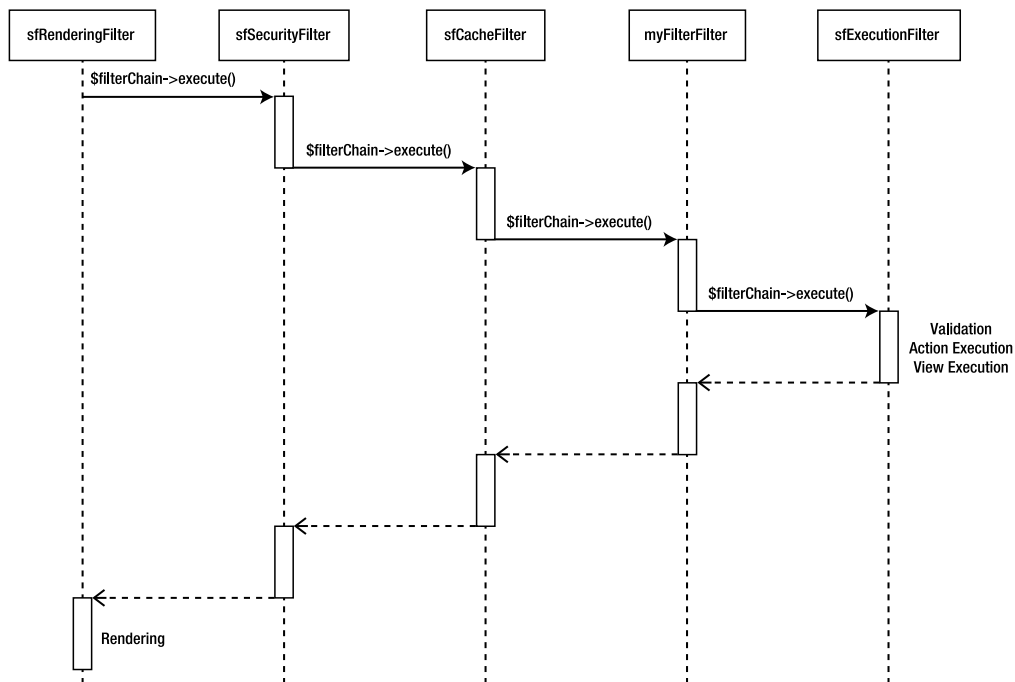 sfRenderingFilter
sfSecurityFilter
sfCacheFilter
myFilterFilter
sfExecutionFilter
$filterChain->execute()
$filterChain->execute()
$filterChain->execute()
$filterChain->execute()
Validation
Action Execution
View Execution
Rendering